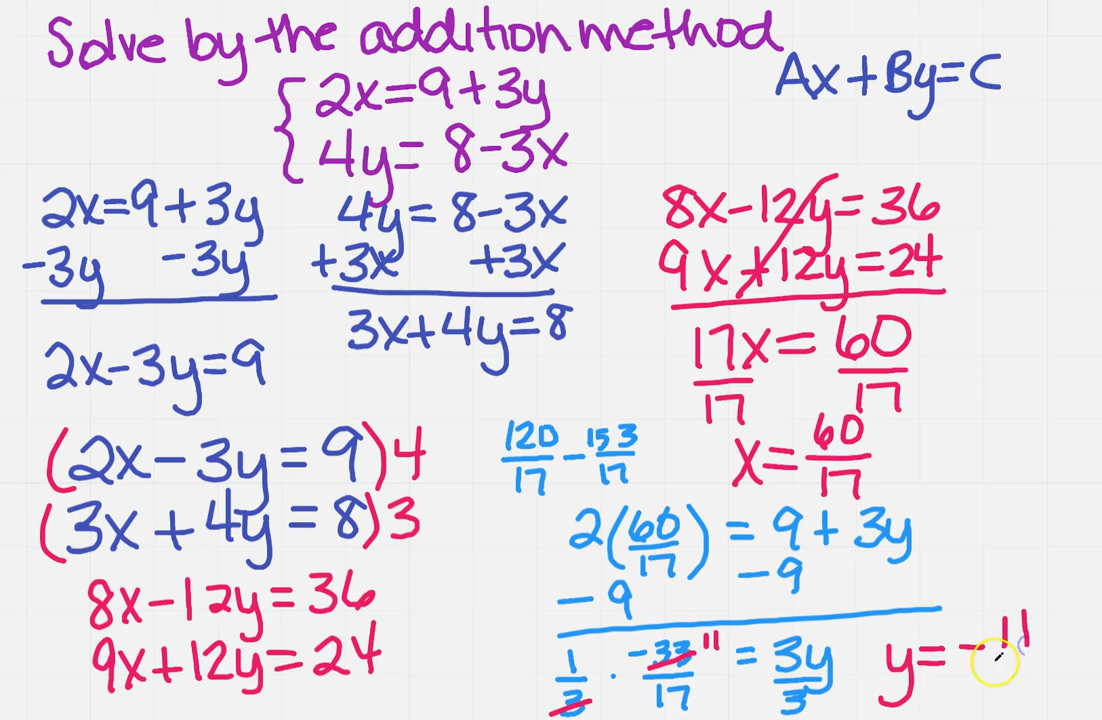 Solve by the addition method
2x=9+3y
4y=8-3x
Ax+By=C
2x=9+3y
-3y -3y
2x-3y=9
4y=8-3x
+3x +3x
3x+4y=8
(2x-3y=9)4
(3x+4y=8)3
8x-12y=36
9x+12y=24
8x-12y=36
9x+12y=24
17x=60
17 17
x=60/17
120/17-153/17
2(60/17)=9+3y
-9 -9
1/3·-33/17 11=3y/3
y=-11